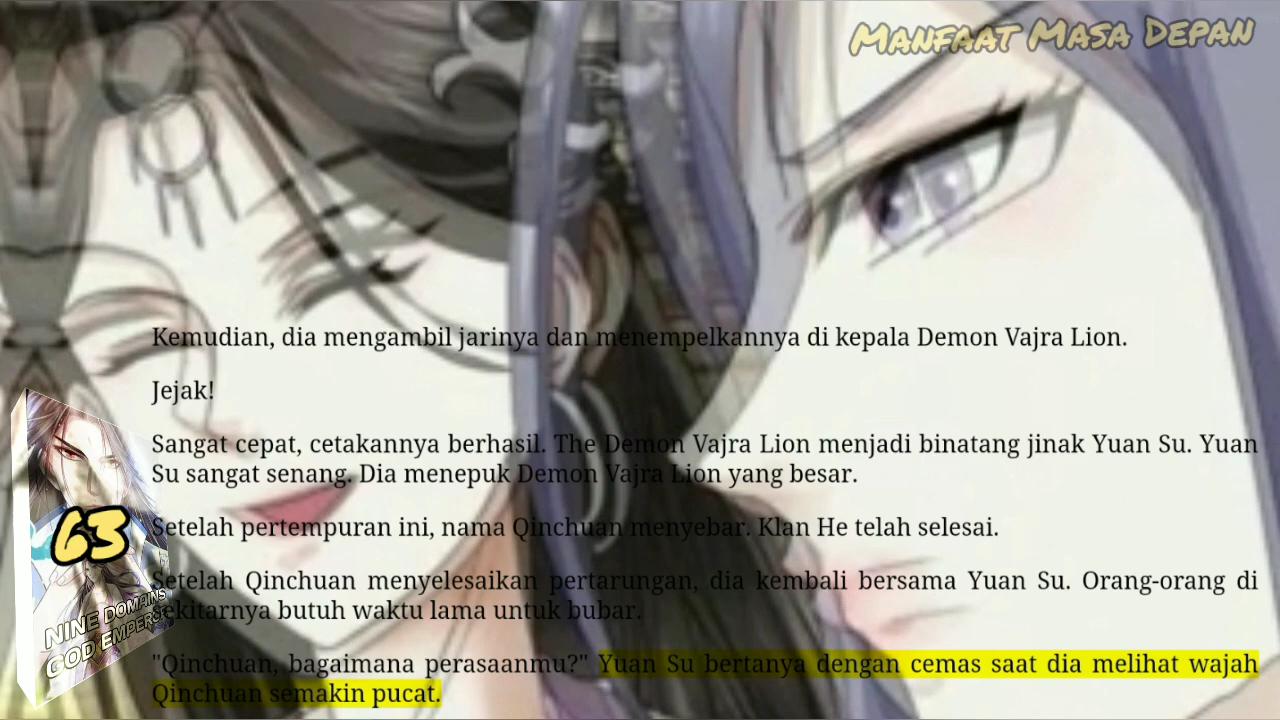 Manfaat Masa Depan
Kemudian, dia mengambil jarinya dan menempelkannya di kepala Demon Vajra Lion.
Jejak!
Sangat cepat, cetakannya berhasil. The Demon Vajra Lion menjadi binatang jinak Yuan Su. Yuan
Su sangat senang. Dia menepuk Demon Vajra Lion yang besar.
Setelah pertempuran ini, nama Qinchuan menyebar. Klan He telah selesai.
Setelah Qinchuan menyelesaikan pertarungan, dia kembali bersama Yuan Su. Orang-orang di
sekitarnya butuh waktu lama untuk bubar.
"Qinchuan, bagaimana perasaanmu?" Yuan Su bertanya dengan cemas saat dia melihat wajah
Qinchuan semakin pucat.
63
NINE DOMAINS
GOD EMPEROR